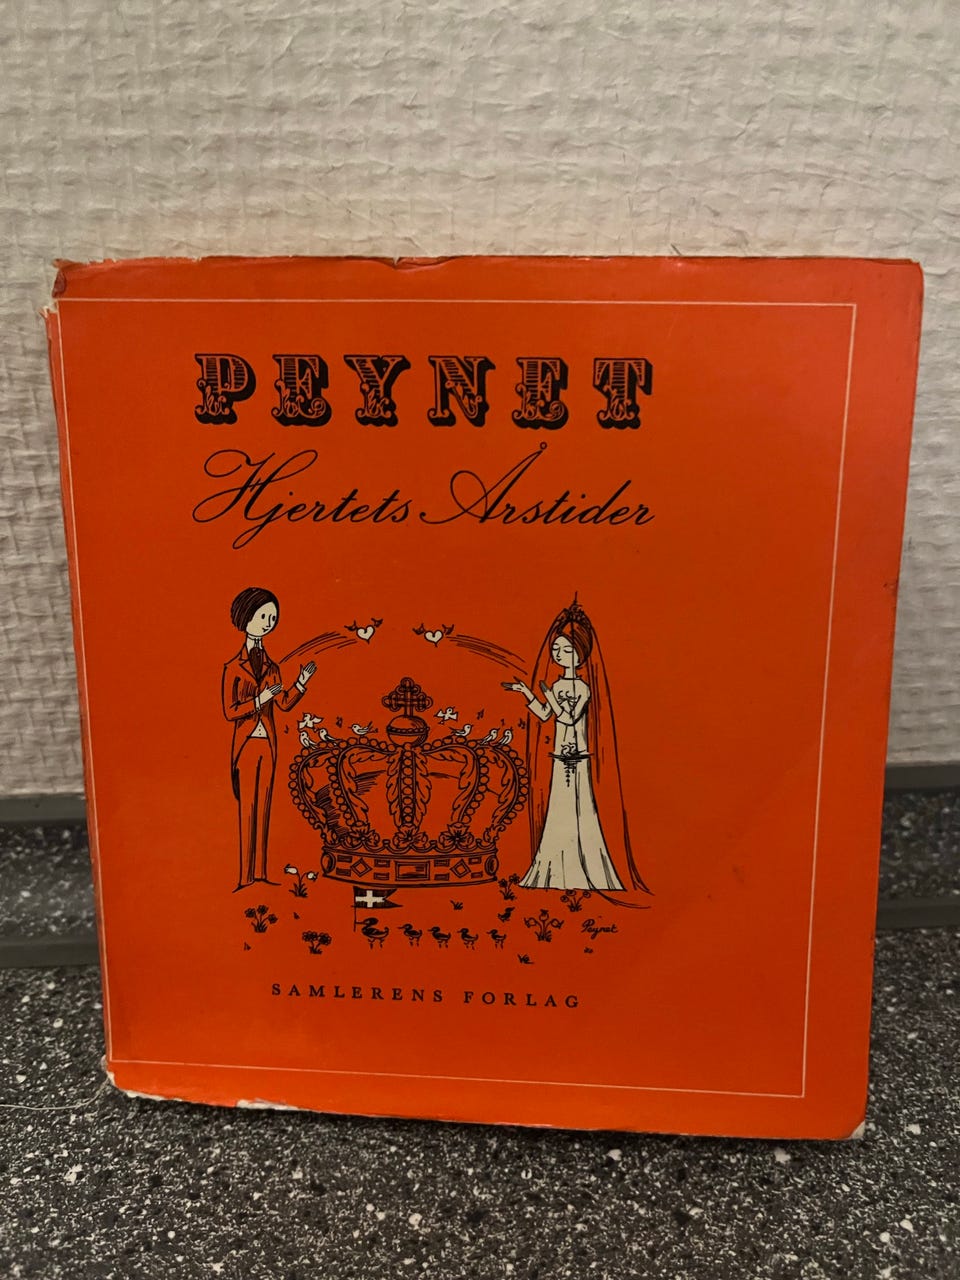 PEYNET
Hjertets Årstider
Peynet
SAMLERENS FORLAG